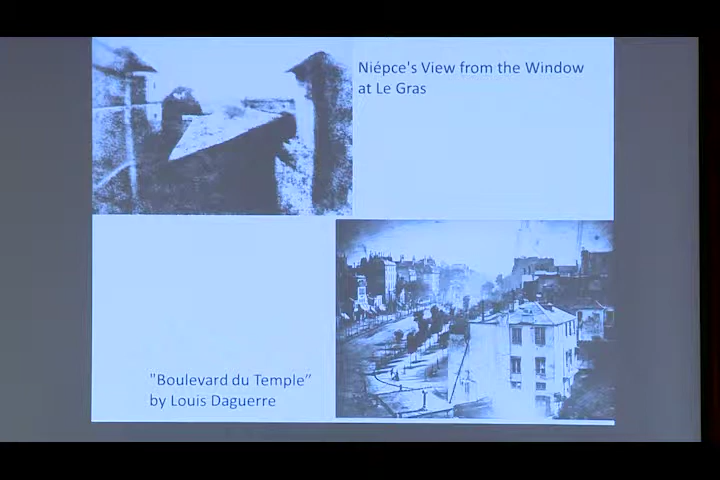 Niépce's View from the Window
at Le Gras
"Boulevard du Temple”
by Louis Daguerre